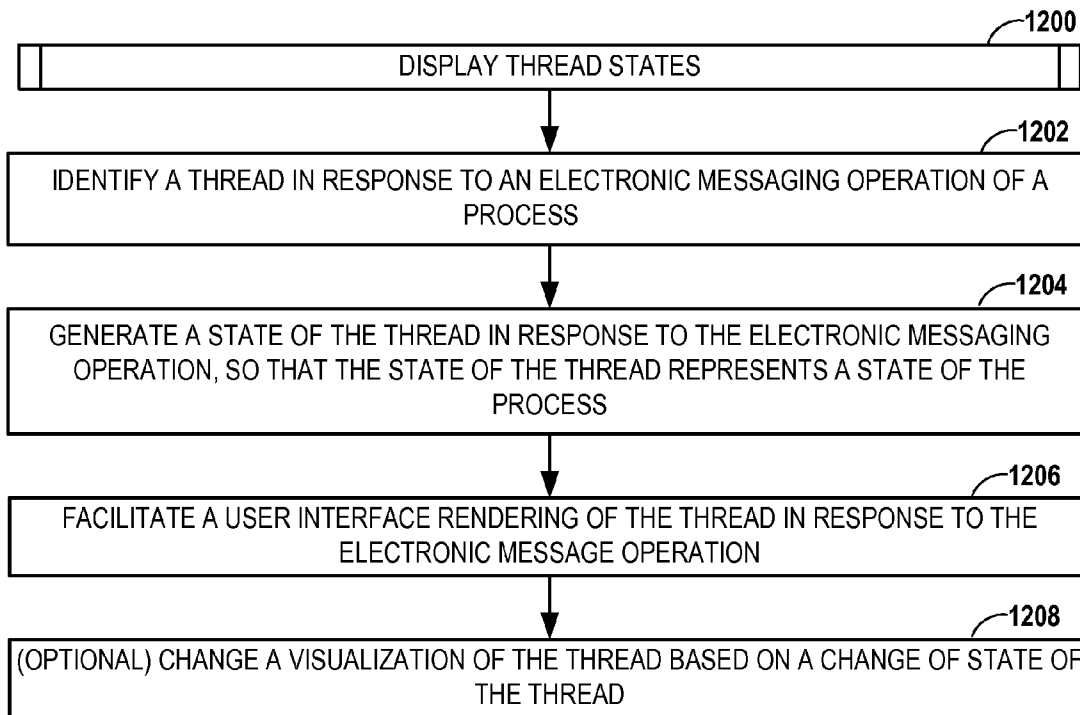 1200
DISPLAY THREAD STATES
1202
IDENTIFY A THREAD IN RESPONSE TO AN ELECTRONIC MESSAGING OPERATION OF A
PROCESS
1204
GENERATE A STATE OF THE THREAD IN RESPONSE TO THE ELECTRONIC MESSAGING
OPERATION, SO THAT THE STATE OF THE THREAD REPRESENTS A STATE OF THE
PROCESS
1206
FACILITATE A USER INTERFACE RENDERING OF THE THREAD IN RESPONSE TO THE
ELECTRONIC MESSAGE OPERATION
1208
(OPTIONAL) CHANGE A VISUALIZATION OF THE THREAD BASED ON A CHANGE OF STATE OF
THE THREAD